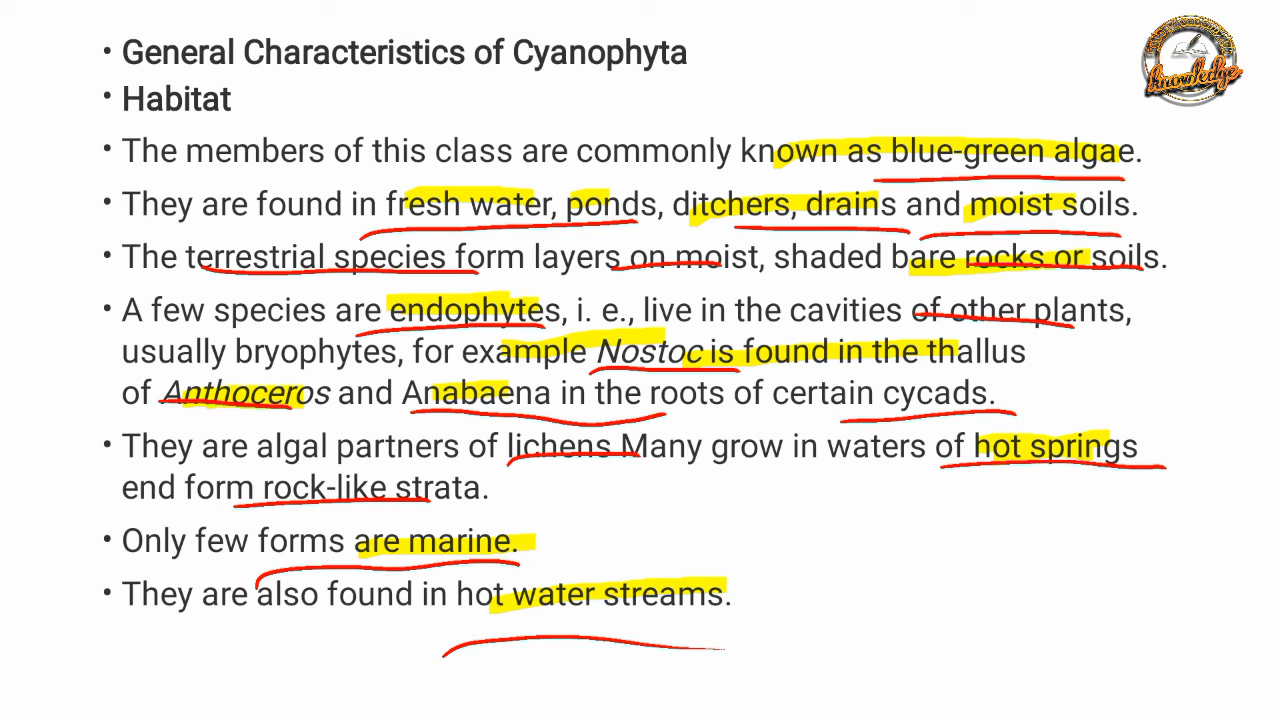 • General Characteristics of Cyanophyta
• Habitat
• The members of this class are commonly known as blue-green algae.
• They are found in fresh water, ponds, ditchers, drains and moist soils.
• The terrestrial species form layers on moist, shaded bare rocks or soils.
• A few species are endophytes, i. e., live in the cavities of other plants,
usually bryophytes, for example Nostoc is found in the thallus
of Anthoceros and Anabaena in the roots of certain cycads.
• They are algal partners of lichens Many grow in waters of hot springs
end form rock-like strata.
• Only few forms are marine.
• They are also found in hot water streams.
knowledge